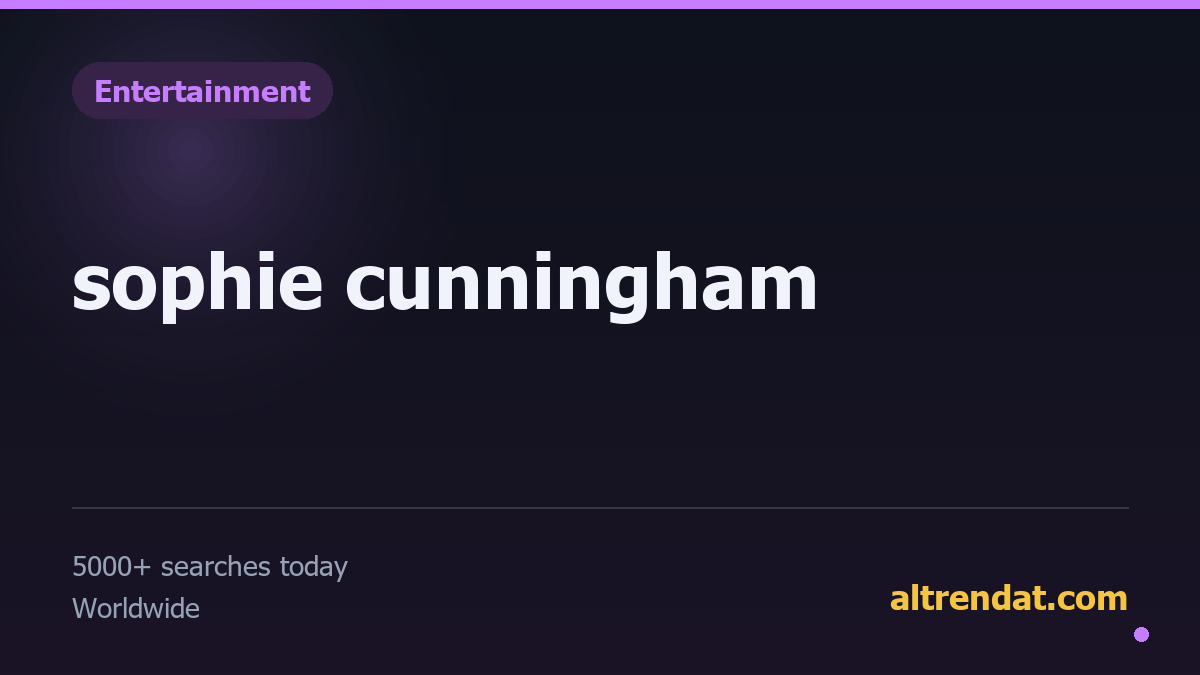 Entertainment
sophie cunningham
5000+ searches today
Worldwide
altrendat.com